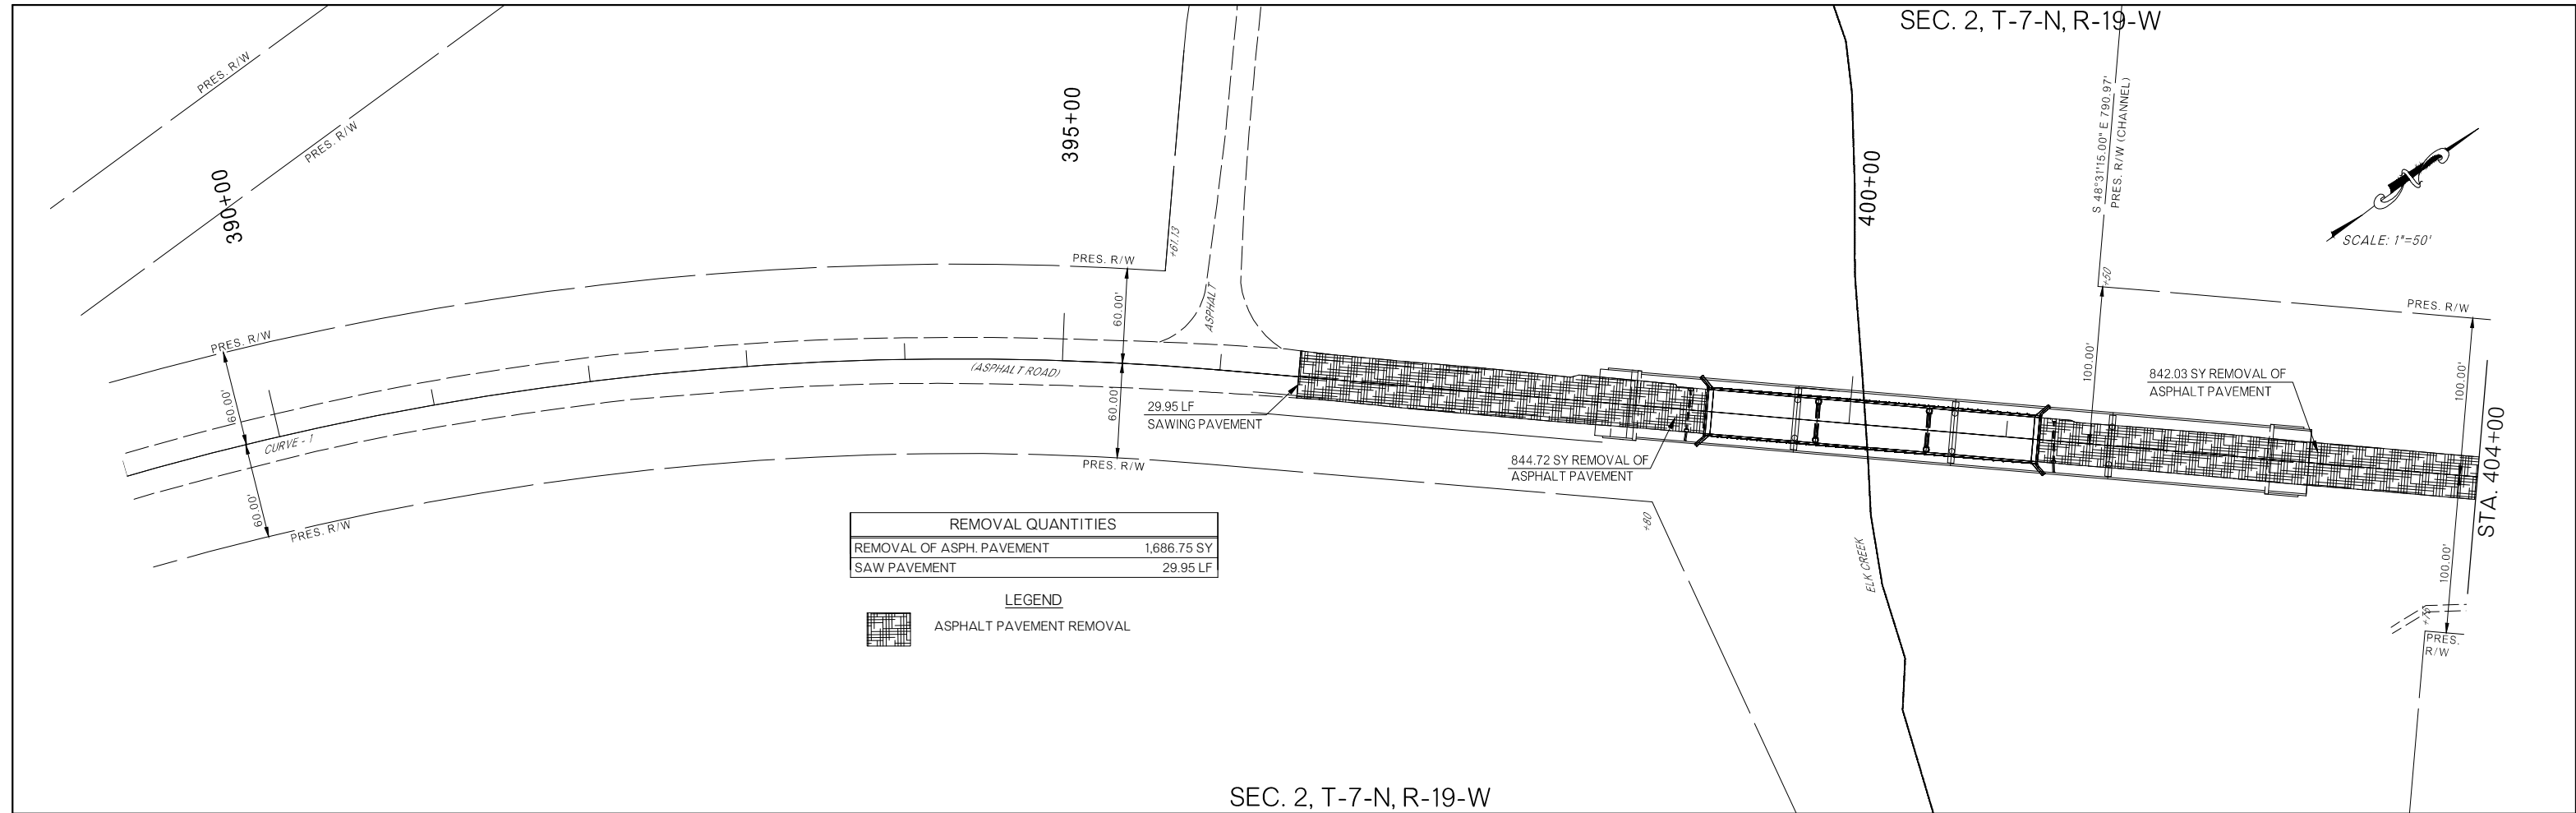 SEC. 2, T-7-N, R-19-W
PRES. R/W
PRES. R/W
390+00
395+00
400+00
S 48°31'15.00" E 790.97'
PRES. R/W (CHANNEL)
SCALE: 1"=50'
+61.13
PRES. R/W
60.00'
ASPHALT
+50
PRES. R/W
100.00'
100.00'
PRES. R/W
60.00'
CURVE - 1
60.00'
PRES. R/W
(ASPHALT ROAD)
60.00'
PRES. R/W
29.95 LF
SAWING PAVEMENT
844.72 SY REMOVAL OF
ASPHALT PAVEMENT
842.03 SY REMOVAL OF
ASPHALT PAVEMENT
STA. 404+00
+80
ELK CREEK
100.00'
PRES.
R/W
REMOVAL QUANTITIES
REMOVAL OF ASPH. PAVEMENT 1,686.75 SY
SAW PAVEMENT 29.95 LF
LEGEND
ASPHALT PAVEMENT REMOVAL
SEC. 2, T-7-N, R-19-W